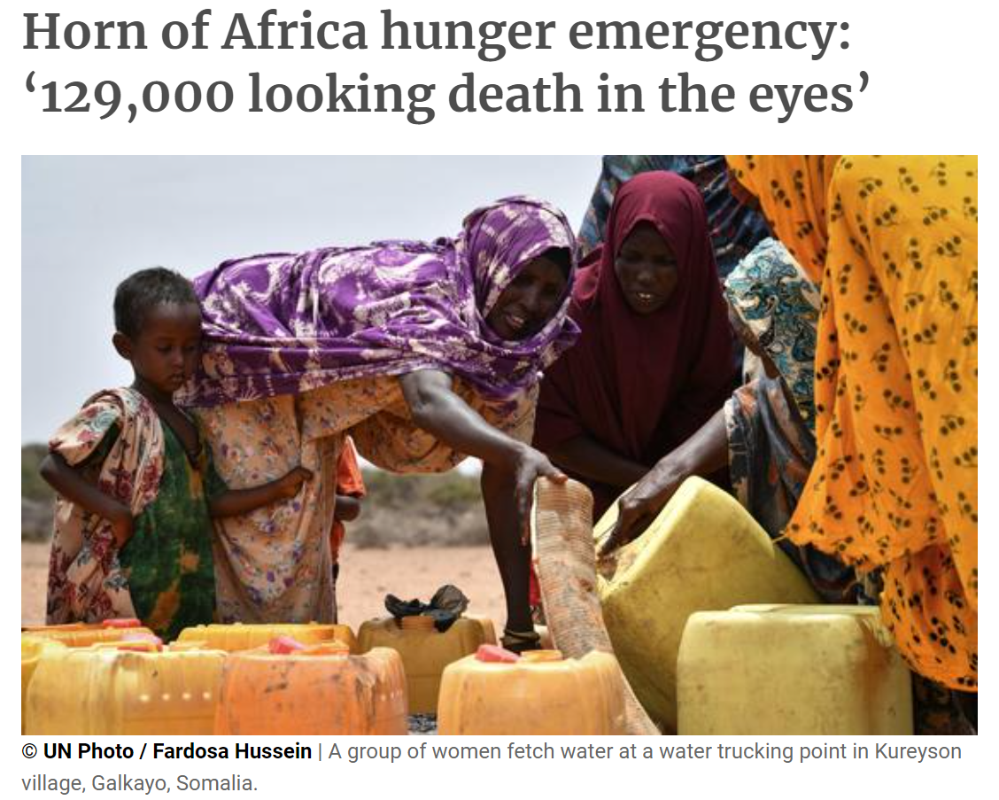 Horn of Africa hunger emergency:
‘129,000 looking death in the eyes’
© UN Photo / Fardosa Hussein | A group of women fetch water at a water trucking point in Kureyson
village, Galkayo, Somalia.